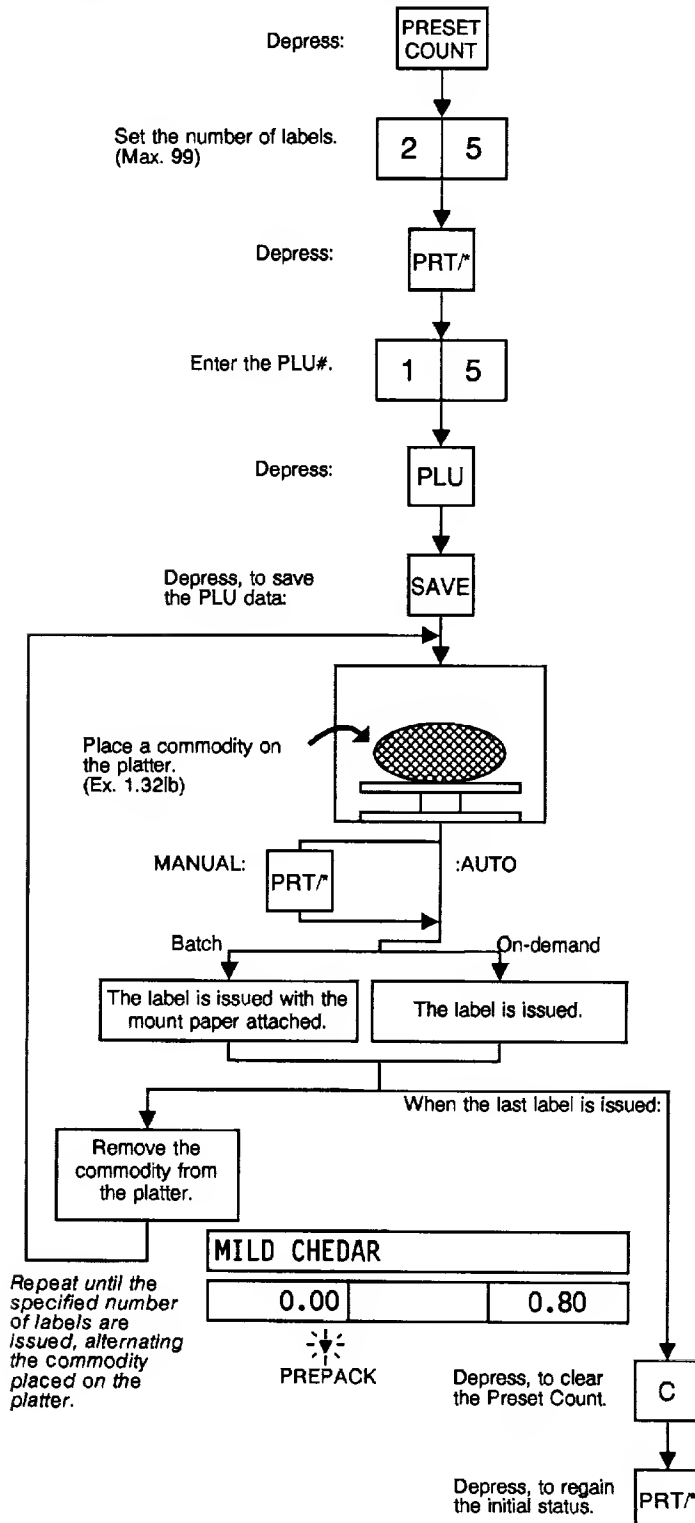 Depress:
PRESET
COUNT
Set the number of labels.
(Max. 99)
2 5
Depress:
PRT/*
Enter the PLU#.
1 5
Depress:
PLU
Depress, to save
the PLU data:
SAVE
Place a commodity on
the platter.
(Ex. 1.32lb)
MANUAL:
PRT/*
:AUTO
Batch
On-demand
The label is issued with the
mount paper attached.
The label is issued.
When the last label is issued:
Remove the
commodity from
the platter.
MILD CHEDAR
0.00 0.80
PREPACK
Repeat until the
specified number
of labels are
issued, alternating
the commodity
placed on the
platter.
Depress, to clear
the Preset Count.
C
Depress, to regain
the initial status.
PRT/*